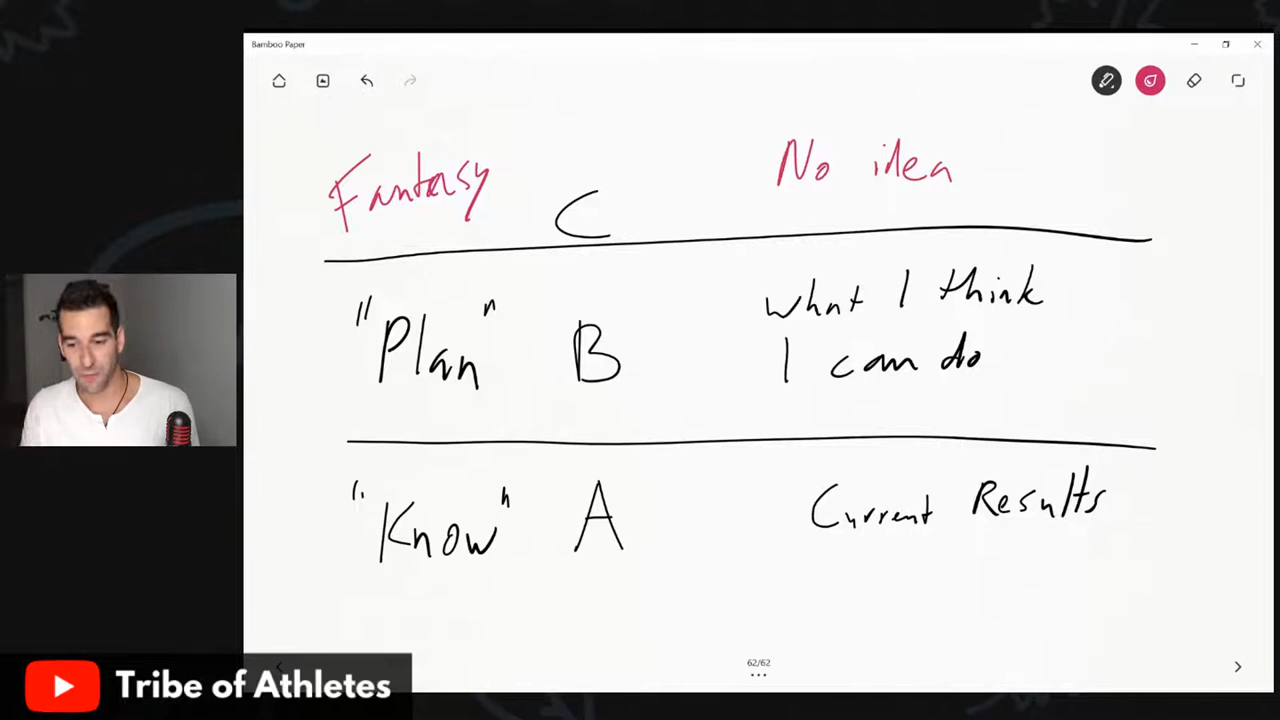 Bamboo Paper
Fantasy C No idea
"Plan" B what I think
I can do
"Know" A Current Results
62/62
Tribe of Athletes